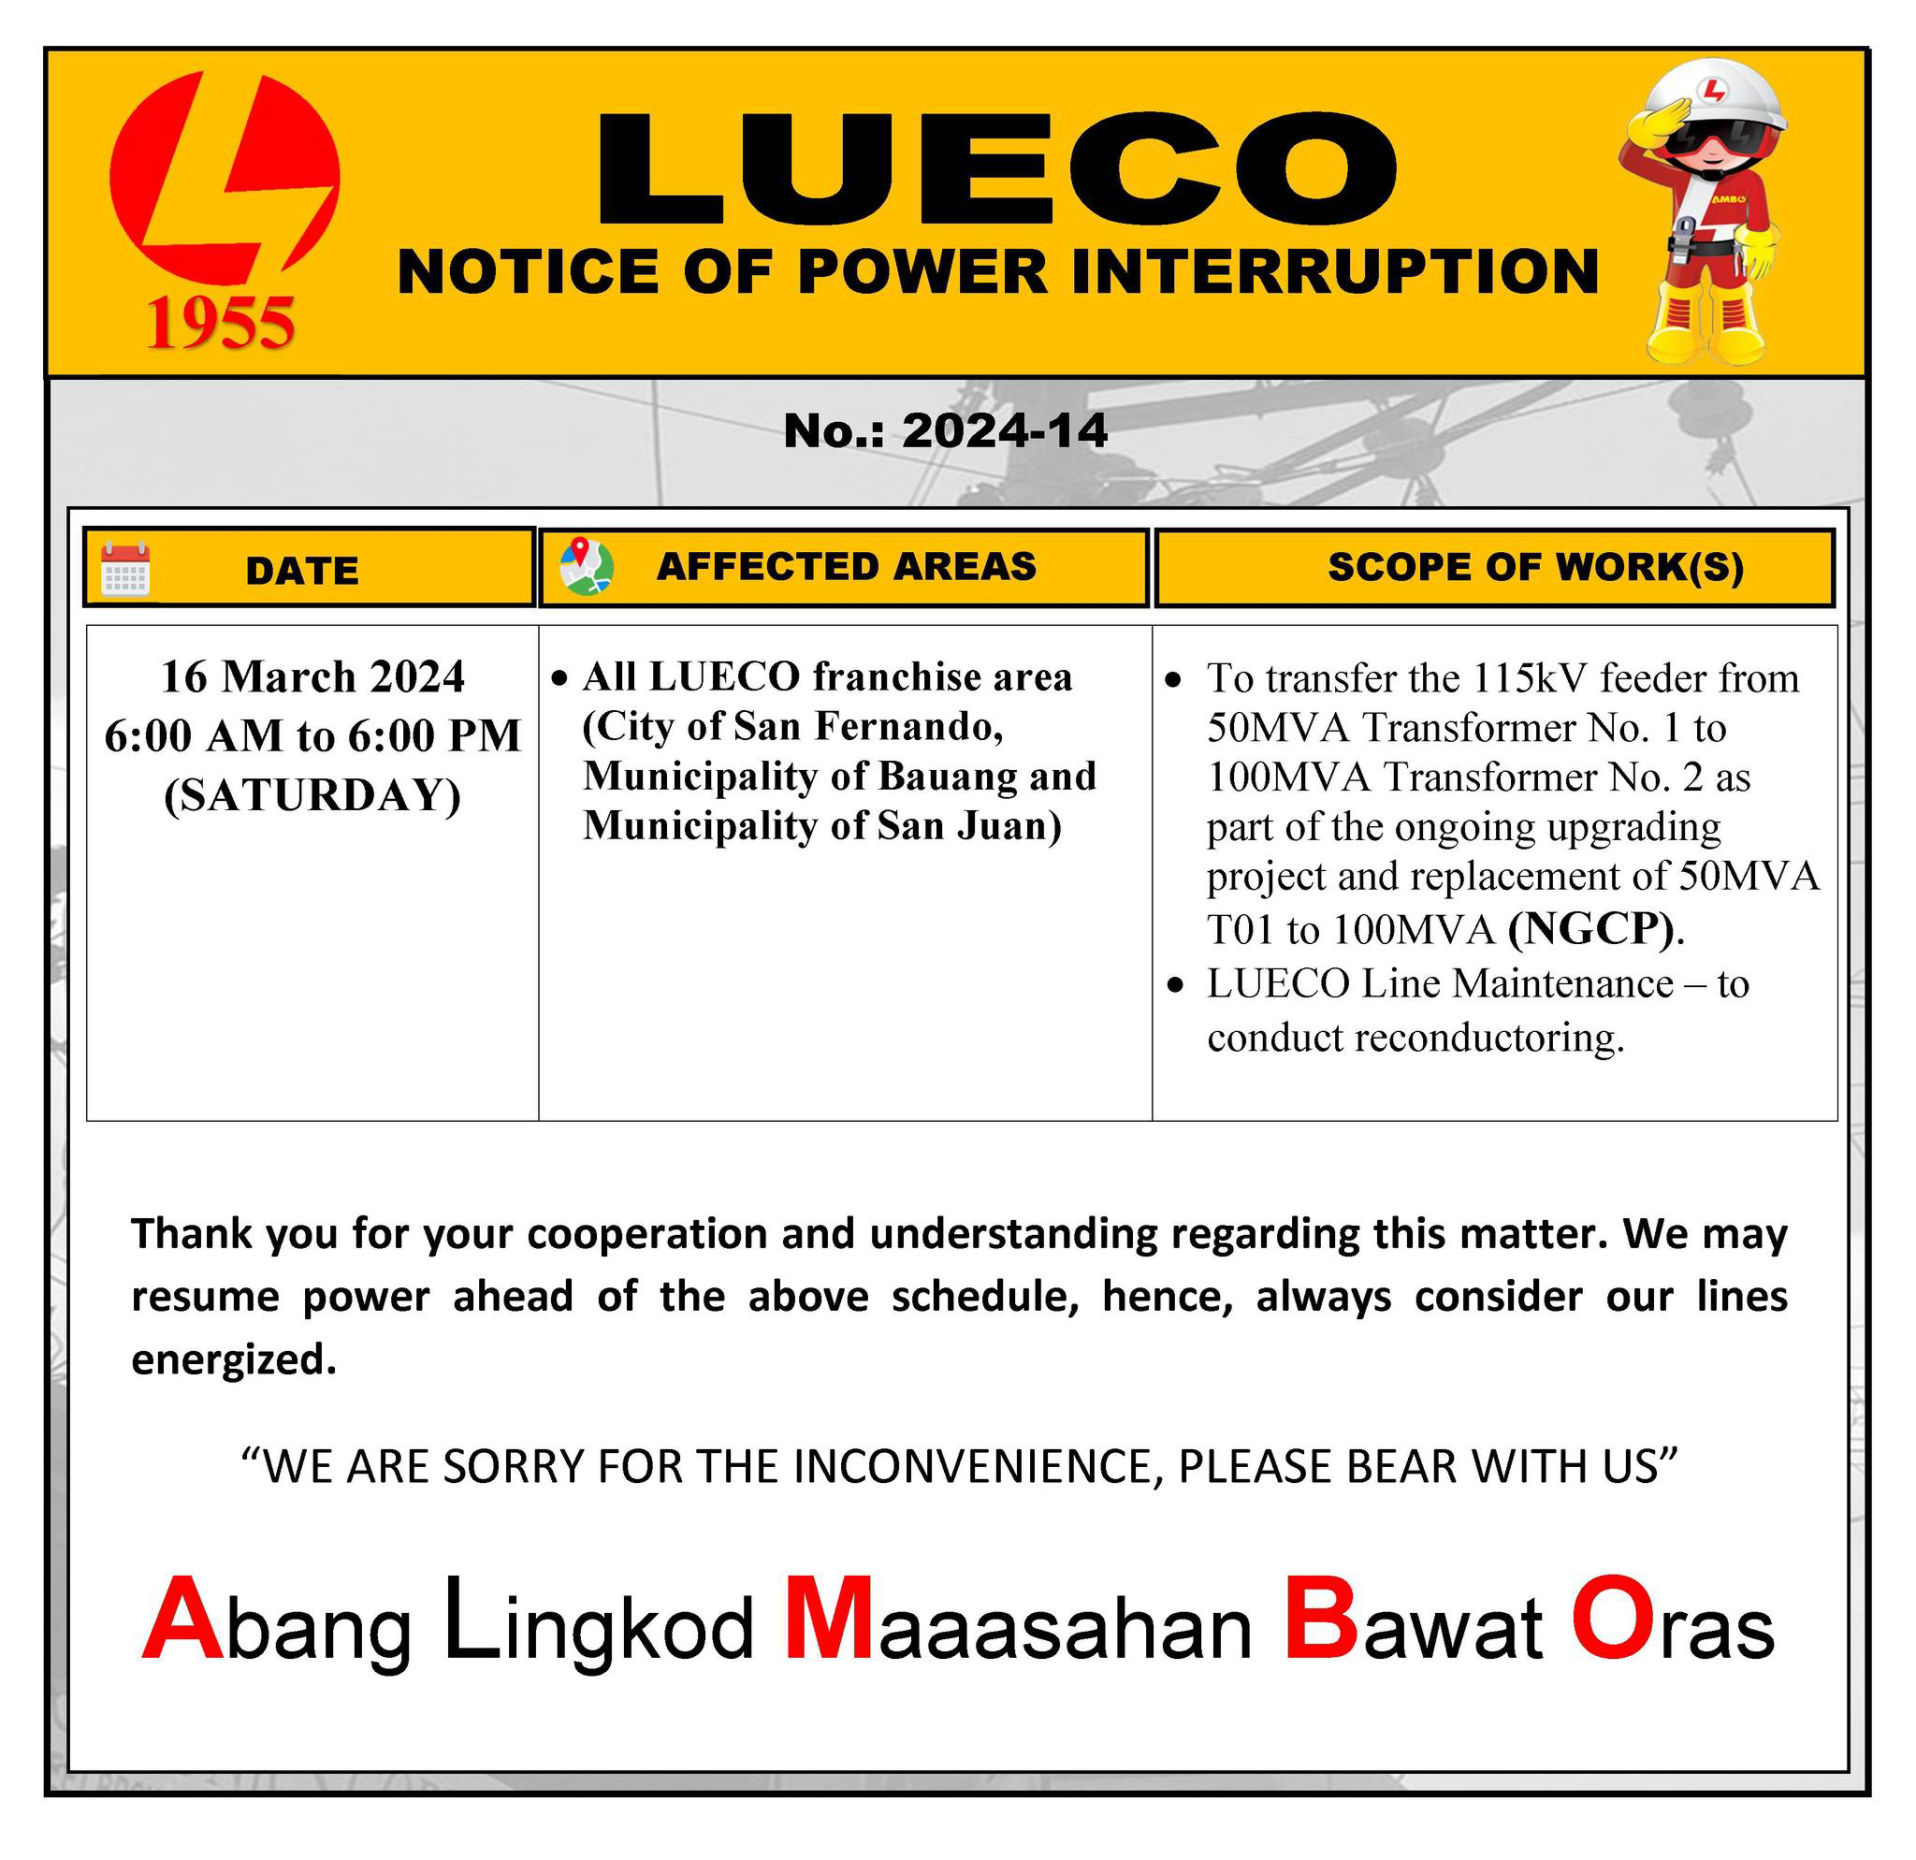 1955
LUECO
NOTICE OF POWER INTERRUPTION
AMBO
No.: 2024-14
DATE
AFFECTED AREAS
SCOPE OF WORK(S)
16 March 2024
6:00 AM to 6:00 PM
(SATURDAY)
• All LUECO franchise area
(City of San Fernando,
Municipality of Bauang and
Municipality of San Juan)
• To transfer the 115kV feeder from
50MVA Transformer No. 1 to
100MVA Transformer No. 2 as
part of the ongoing upgrading
project and replacement of 50MVA
T01 to 100MVA (NGCP).
• LUECO Line Maintenance – to
conduct reconductoring.
Thank you for your cooperation and understanding regarding this matter. We may
resume power ahead of the above schedule, hence, always consider our lines
energized.
“WE ARE SORRY FOR THE INCONVENIENCE, PLEASE BEAR WITH US”
Abang Lingkod Maaasahan Bawat Oras